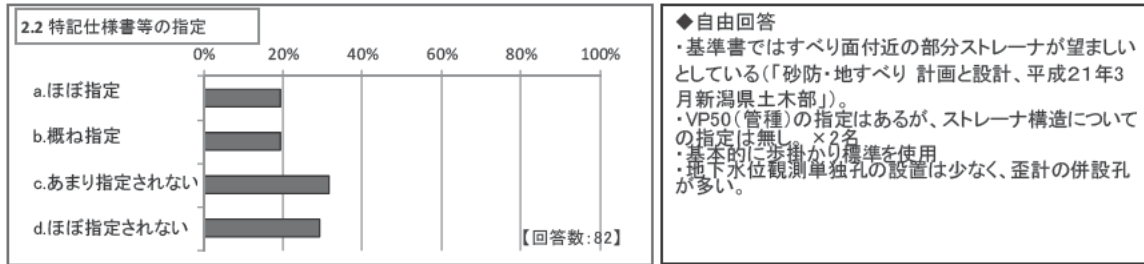 2.2 特記仕様書等の指定
0% 20% 40% 60% 80% 100%
a.ほぼ指定
b.概ね指定
c.あまり指定されない
d.ほぼ指定されない
【回答数:82】
◆自由回答
・基準書ではすべり面付近の部分ストレーナが望ましい
としている(「砂防・地すべり 計画と設計、平成21年3
月新潟県土木部」)。
・VP50(管種)の指定はあるが、ストレーナ構造について
の指定は無し。×2名
・基本的に歩掛かり標準を使用
・地下水位観測単独孔の設置は少なく、歪計の併設孔
が多い。